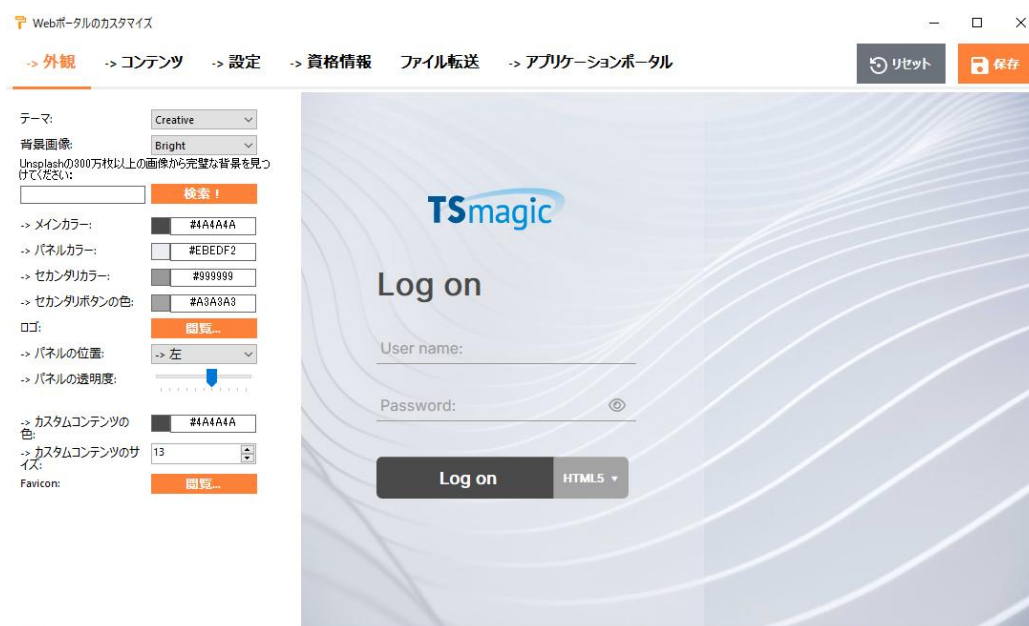 Webポータルのカスタマイズ
-> 外観 -> コンテンツ -> 設定 -> 資格情報 ファイル転送 -> アプリケーションポータル リセット 保存
テーマ: Creative
背景画像: Bright
Unsplashの300万枚以上の画像から完璧な背景を見つ
けてください:
検索！
-> メインカラー: #4A4A4A
-> パネルカラー: #EBEDF2
-> セカンダリカラー: #999999
-> セカンダリボタンの色: #A3A3A3
ロゴ: 閲覧...
-> パネルの位置: -> 左
-> パネルの透明度:
-> カスタムコンテンツの
色: #4A4A4A
-> カスタムコンテンツのサ
イズ: 13
Favicon: 閲覧...
TSmagic
Log on
User name:
Password:
Log on HTML5